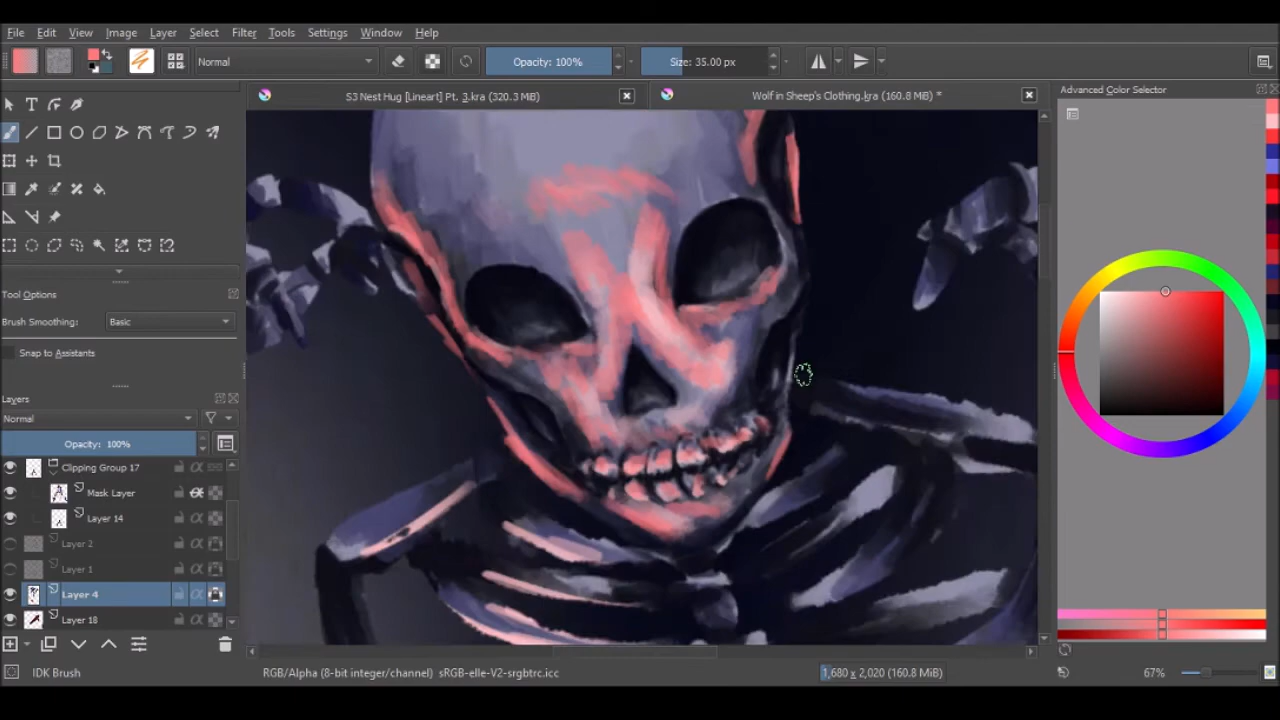 File Edit View Image Layer Select Filter Tools Settings Window Help
Normal
Opacity: 100%
Size: 35.00 px
S3 Nest Hug [Lineart] Pt. 3.kra (320.3 MiB)
Wolf in Sheep's Clothing.kra (160.8 MiB) *
Advanced Color Selector
Tool Options
Brush Smoothing: Basic
Snap to Assistants
Layers
Normal
Opacity: 100%
Clipping Group 17
Mask Layer
Layer 14
Layer 2
Layer 1
Layer 4
Layer 18
IDK Brush
RGB/Alpha (8-bit integer/channel) sRGB-elle-V2-srgbtrc.icc
1,680 x 2,020 (160.8 MiB)
67%